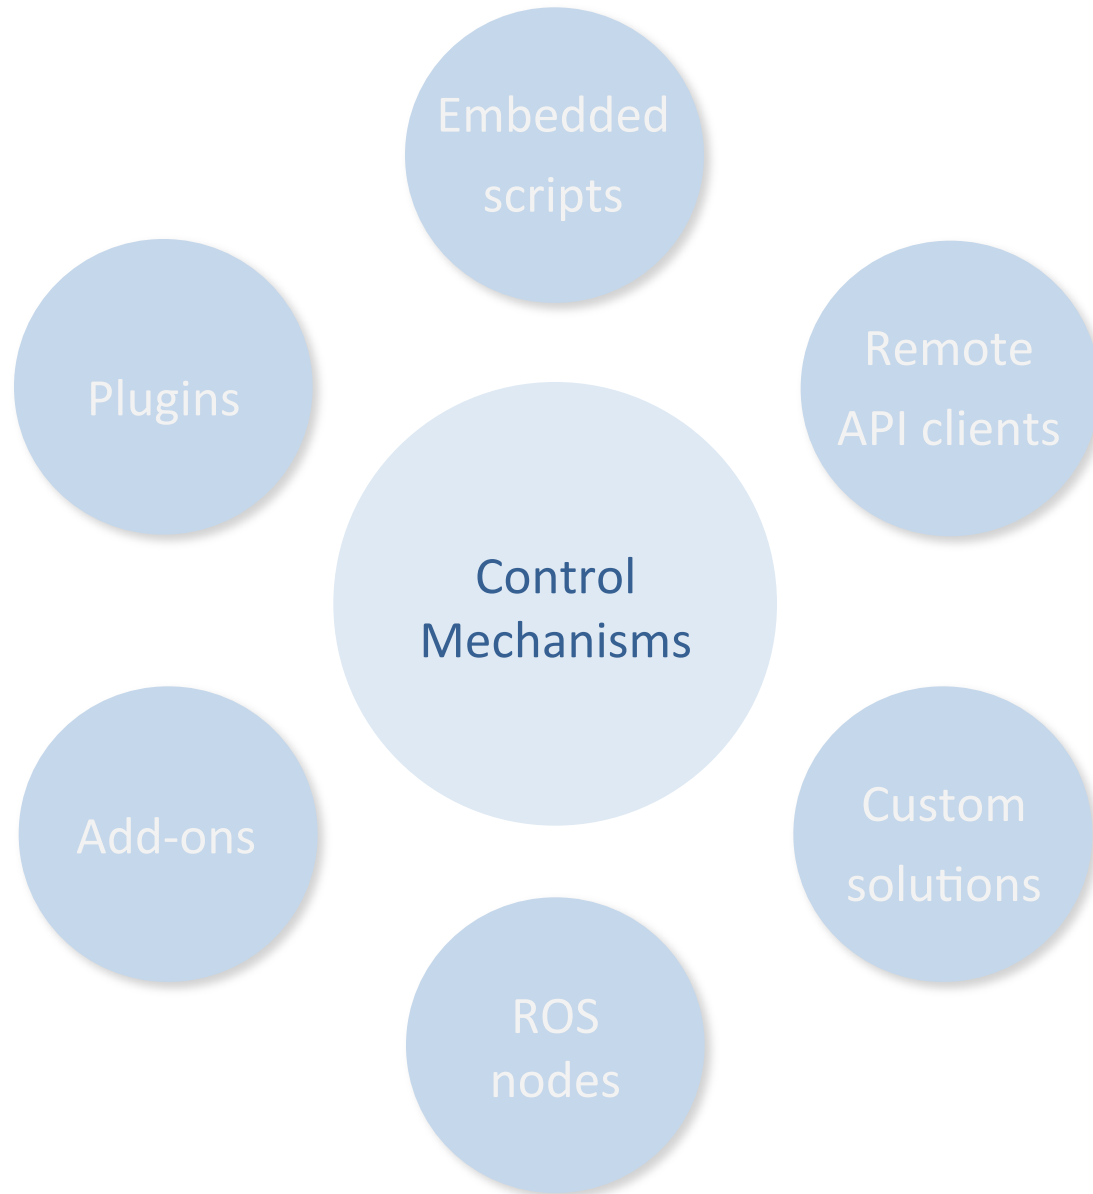 Embedded
scripts
Remote
API clients
Plugins
Control
Mechanisms
Custom
solutions
Add-ons
ROS
nodes